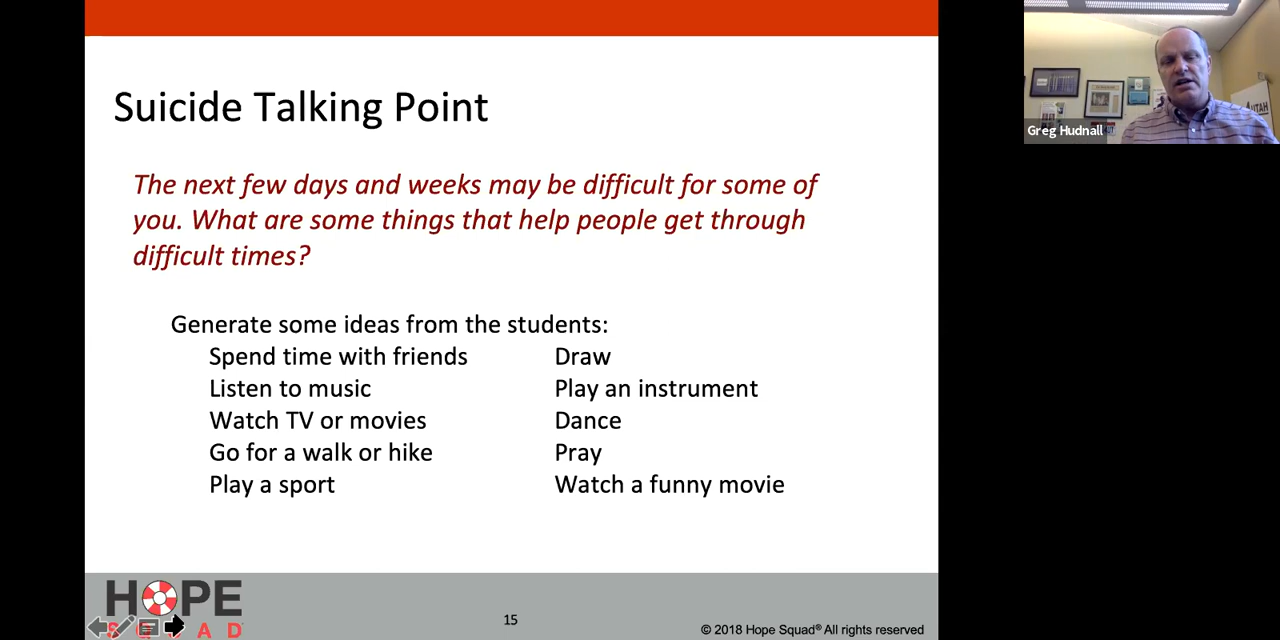 Suicide Talking Point
The next few days and weeks may be difficult for some of
you. What are some things that help people get through
difficult times?
Generate some ideas from the students:
Spend time with friends
Listen to music
Watch TV or movies
Go for a walk or hike
Play a sport
Draw
Play an instrument
Dance
Pray
Watch a funny movie
HOPE
SQUAD
15
© 2018 Hope Squad® All rights reserved
Greg Hudnall
UTAH